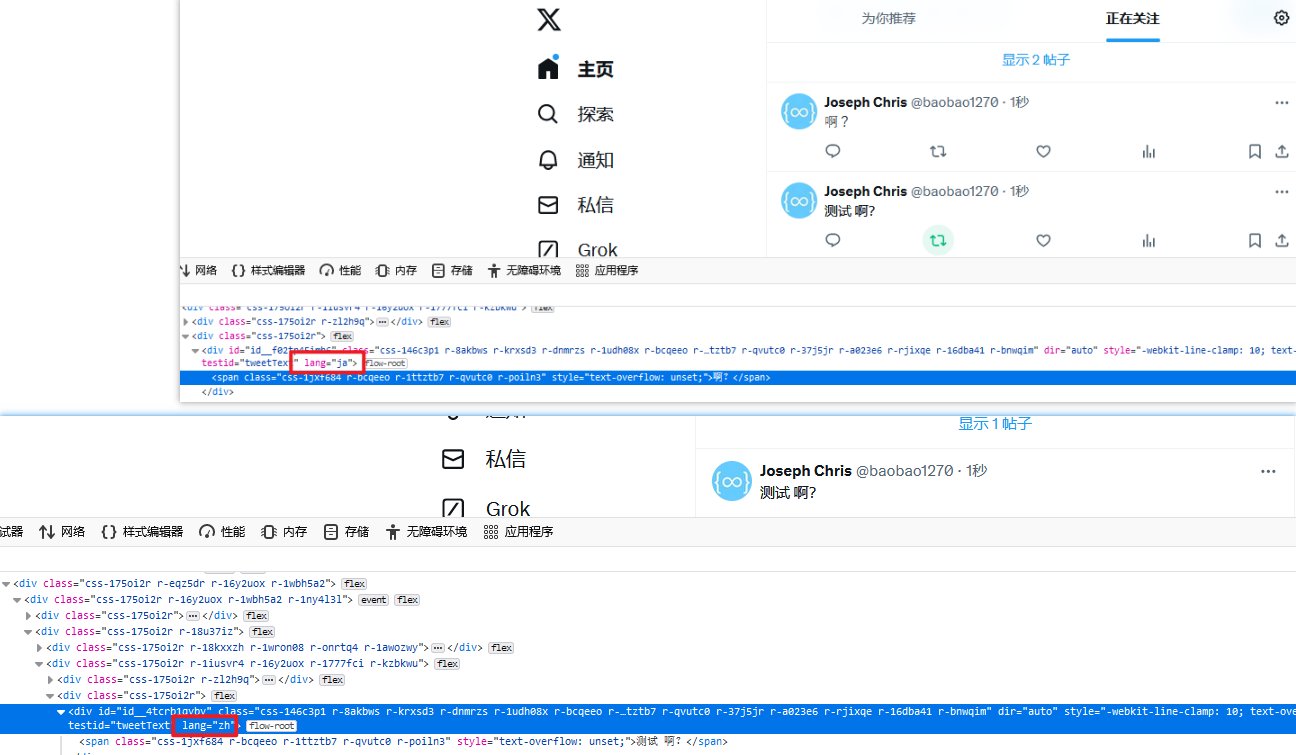 为你推荐
正在关注
主页
显示 2 帖子
Joseph Chris @baobao1270 · 1秒
啊？
探索
通知
Joseph Chris @baobao1270 · 1秒
测试 啊?
私信
Grok
网络 {} 样式编辑器 性能 内存 存储 无障碍环境 应用程序
<div class="css-175oi2r r-1iusvr4 r-16y2uox r-1777fci r-kzbkwu"> flex
<div class="css-175oi2r r-zl2h9q"> ⋯ </div> flex
<div class="css-175oi2r"> flex
class="css-146c3p1 r-8akbws r-krxsd3 r-dnmrzs r-1udh08x r-bcqeeo r-…tztb7 r-qvutc0 r-37j5jr r-a023e6 r-rjixqe r-16dba41 r-bnwqim" dir="auto" style="-webkit-line-clamp: 10; text-
testid="tweetText" lang="ja"> flow-root
<span class="css-1jxf684 r-bcqeeo r-1ttztb7 r-qvutc0 r-poiln3" style="text-overflow: unset;">啊？</span>
</div>
显示 1 帖子
私信
Joseph Chris @baobao1270 · 1秒
测试 啊?
Grok
试器 网络 {} 样式编辑器 性能 内存 存储 无障碍环境 应用程序
<div class="css-175oi2r r-eqz5dr r-16y2uox r-1wbh5a2"> flex
<div class="css-175oi2r r-16y2uox r-1wbh5a2 r-1ny4l3l"> event flex
<div class="css-175oi2r"> ⋯ </div> flex
<div class="css-175oi2r r-18u37iz"> flex
<div class="css-175oi2r r-18kxxzh r-1wron08 r-onrtq4 r-1awozwy"> ⋯ </div> flex
<div class="css-175oi2r r-1iusvr4 r-16y2uox r-1777fci r-kzbkwu"> flex
<div class="css-175oi2r r-zl2h9q"> ⋯ </div> flex
<div class="css-175oi2r"> flex
<div id="id__4tcrb1qvbv" class="css-146c3p1 r-8akbws r-krxsd3 r-dnmrzs r-1udh08x r-bcqeeo r-…tztb7 r-qvutc0 r-37j5jr r-a023e6 r-rjixqe r-16dba41 r-bnwqim" dir="auto" style="-webkit-line-clamp: 10; text-ove
testid="tweetText" lang="zh"> flow-root
<span class="css-1jxf684 r-bcqeeo r-1ttztb7 r-qvutc0 r-poiln3" style="text-overflow: unset;">测试 啊？</span>